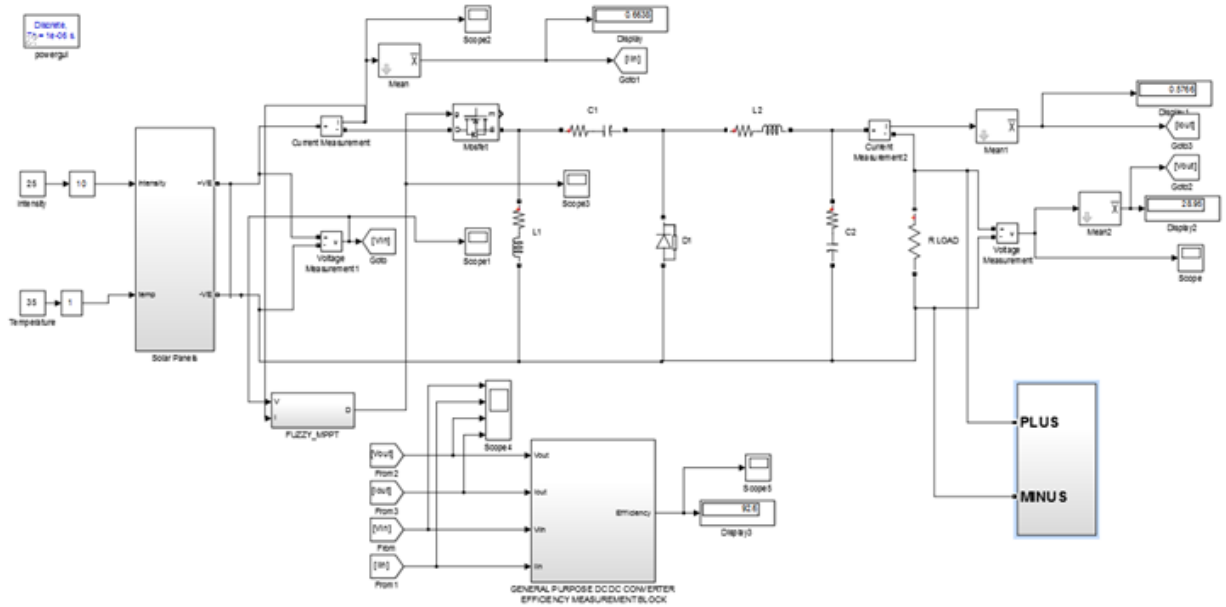 Discrete,
powergui
Scope2
0.6638
Display
Mean
[Iin]
Goto1
Current Measurement
Mosfet
C1
L2
Current
Measurement2
Mean1
0.5766
Display1
[Iout]
Goto3
[Vout]
Goto2
25
Intensity
10
Intensity
+VE
Scope3
L1
[Vin]
Goto
Voltage
Measurement1
Scope1
D1
C2
R LOAD
Voltage
Measurement
Mean2
28.95
Display2
Scope
35
Temperature
1
temp
-VE
Solar Panels
V
I
D
FUZZY_MPPT
Scope4
[Vout]
From2
[Iout]
From3
[Vin]
From
[Iin]
From1
Vout
Iout
Vin
Iin
Efficiency
GENERAL PURPOSE DC DC CONVERTER
EFFICIENCY MEASUREMENT BLOCK
Scope5
92.6
Display3
PLUS
MINUS